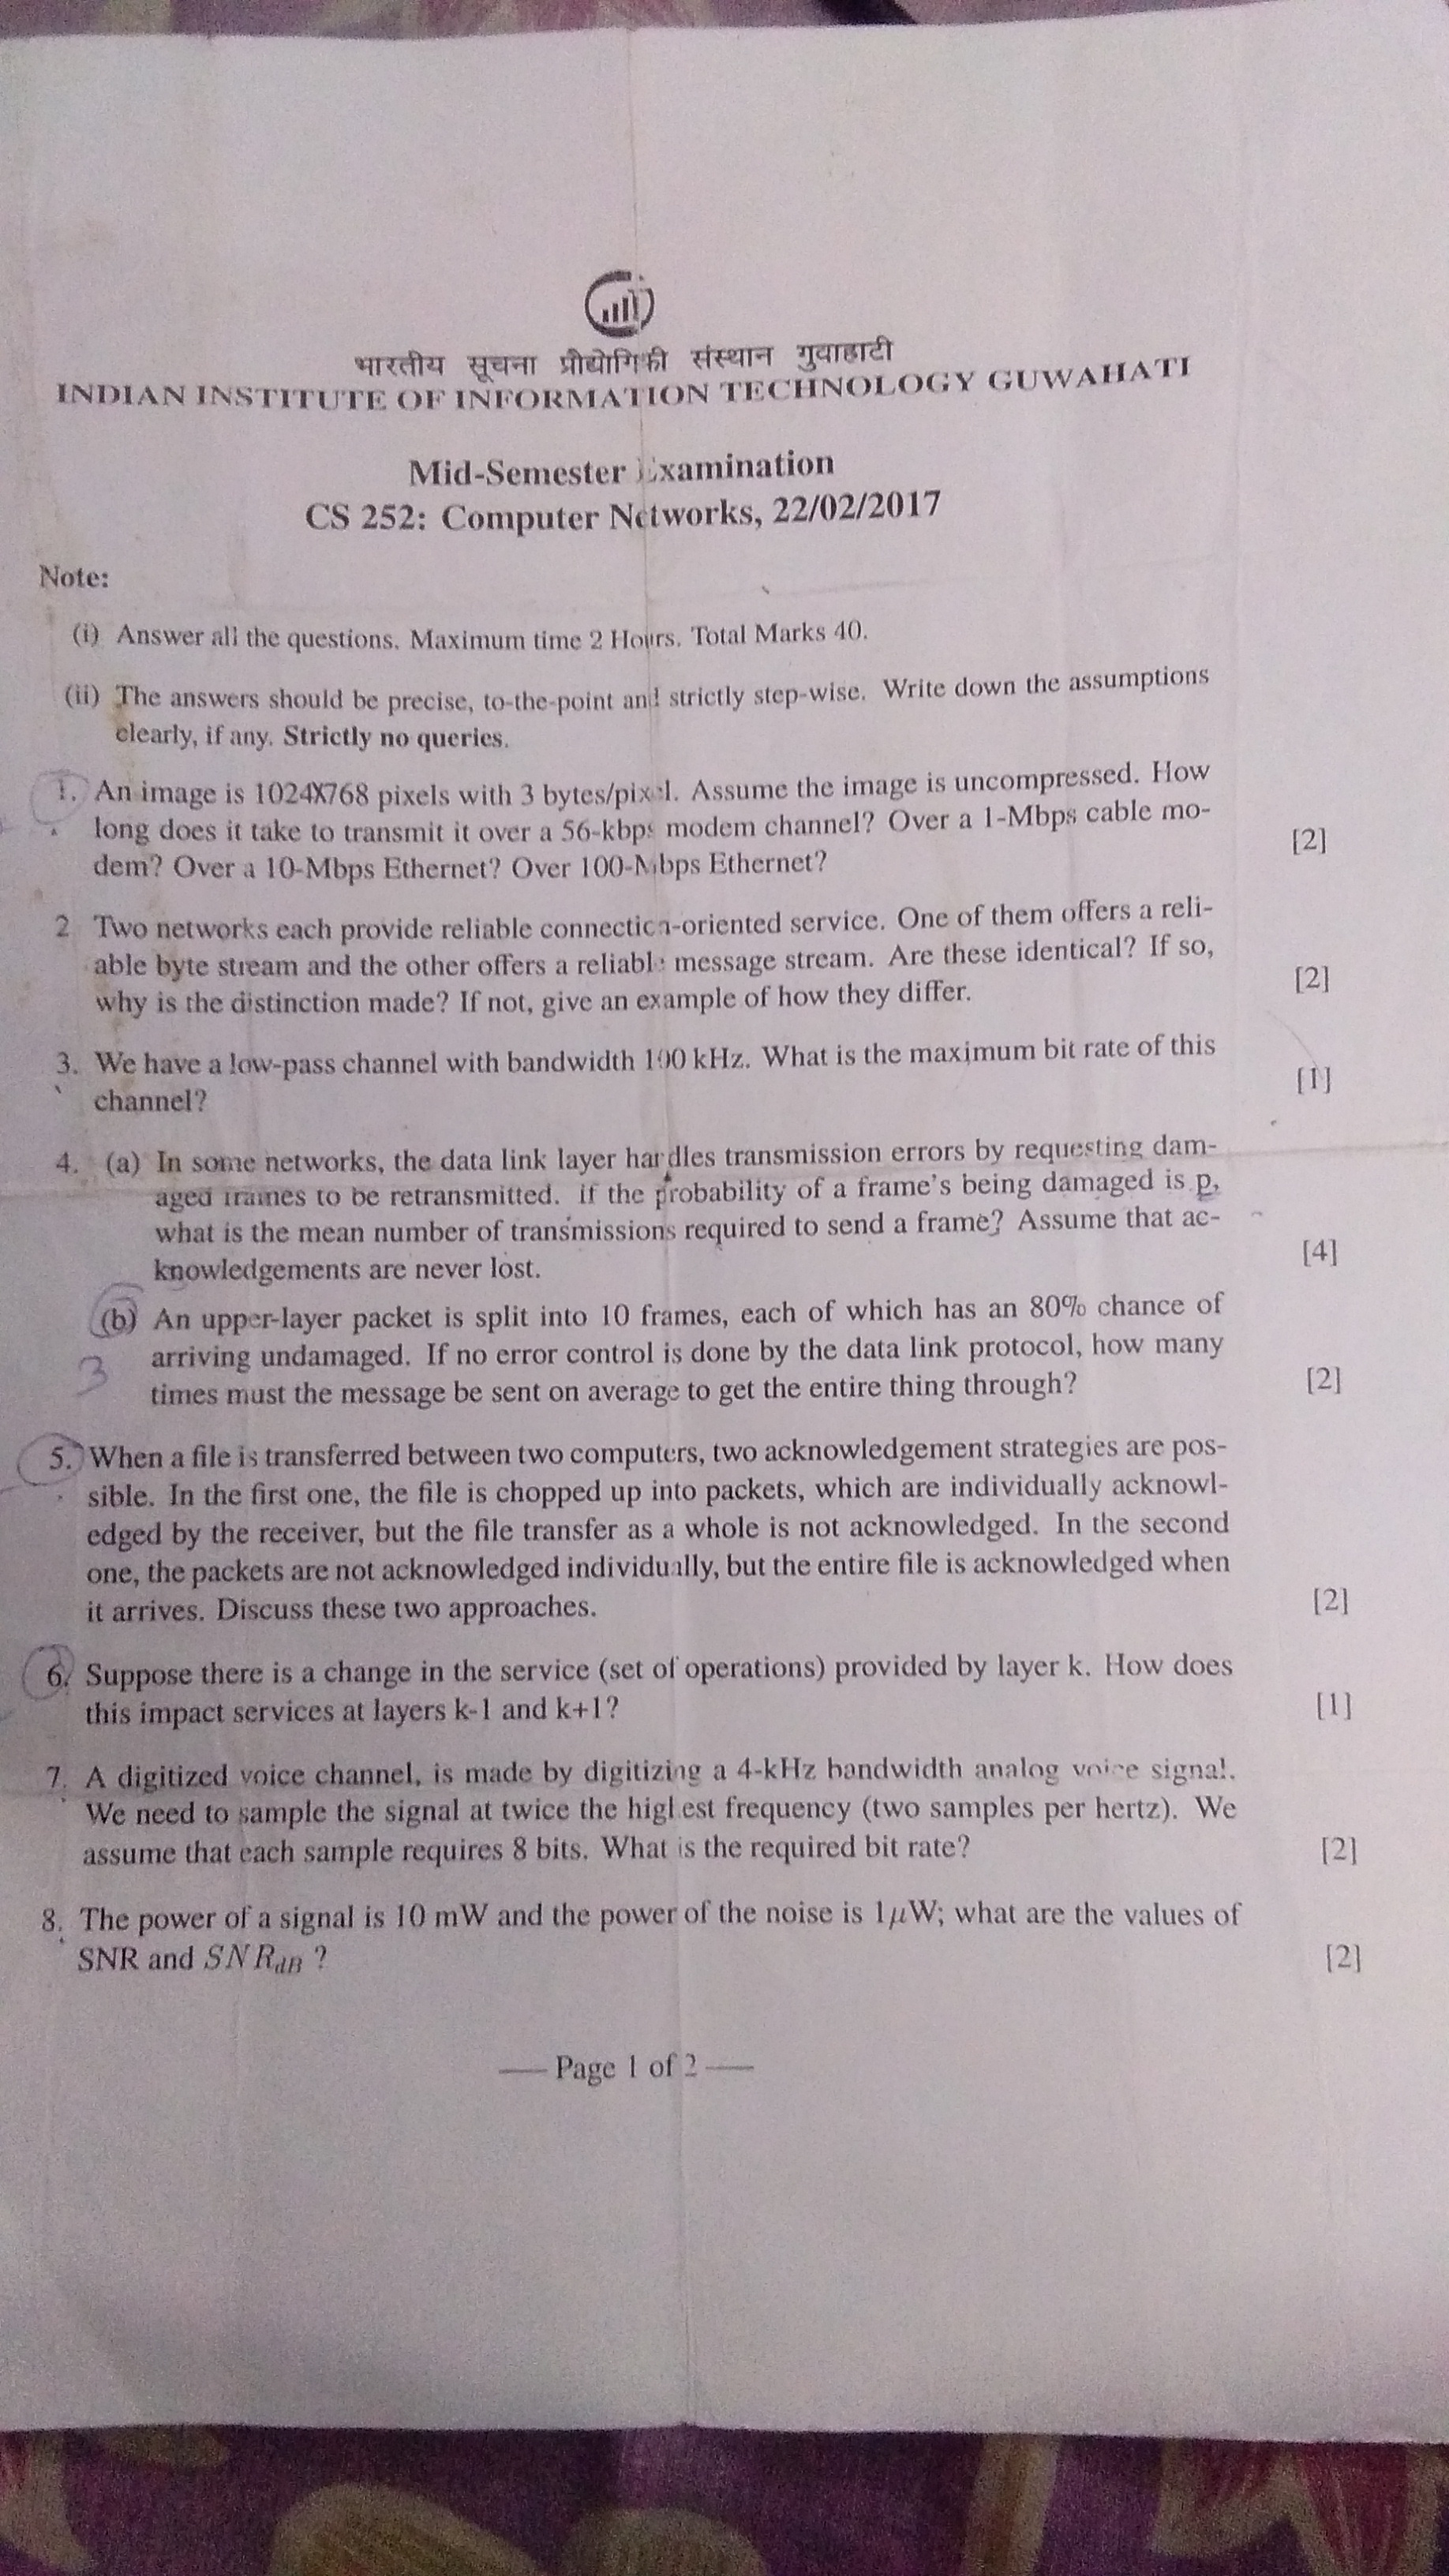 भारतीय सूचना प्रौद्योगिकी संस्थान गुवाहाटी
INDIAN INSTITUTE OF INFORMATION TECHNOLOGY GUWAHATI
Mid-Semester Examination
CS 252: Computer Networks, 22/02/2017
Note:
(i) Answer all the questions. Maximum time 2 Hours. Total Marks 40.
(ii) The answers should be precise, to-the-point and strictly step-wise. Write down the assumptions
clearly, if any. Strictly no queries.
1. An image is 1024X768 pixels with 3 bytes/pixel. Assume the image is uncompressed. How
long does it take to transmit it over a 56-kbps modem channel? Over a 1-Mbps cable mo-
dem? Over a 10-Mbps Ethernet? Over 100-Mbps Ethernet? [2]
2 Two networks each provide reliable connection-oriented service. One of them offers a reli-
able byte stream and the other offers a reliable message stream. Are these identical? If so,
why is the distinction made? If not, give an example of how they differ. [2]
3. We have a low-pass channel with bandwidth 100 kHz. What is the maximum bit rate of this
channel? [1]
4. (a) In some networks, the data link layer handles transmission errors by requesting dam-
aged frames to be retransmitted. if the probability of a frame's being damaged is p,
what is the mean number of transmissions required to send a frame? Assume that ac-
knowledgements are never lost. [4]
(b) An upper-layer packet is split into 10 frames, each of which has an 80% chance of
arriving undamaged. If no error control is done by the data link protocol, how many
3
times must the message be sent on average to get the entire thing through? [2]
5. When a file is transferred between two computers, two acknowledgement strategies are pos-
sible. In the first one, the file is chopped up into packets, which are individually acknowl-
edged by the receiver, but the file transfer as a whole is not acknowledged. In the second
one, the packets are not acknowledged individually, but the entire file is acknowledged when
it arrives. Discuss these two approaches. [2]
6. Suppose there is a change in the service (set of operations) provided by layer k. How does
this impact services at layers k-1 and k+1? [1]
7. A digitized voice channel, is made by digitizing a 4-kHz bandwidth analog voice signal.
We need to sample the signal at twice the highest frequency (two samples per hertz). We
assume that each sample requires 8 bits. What is the required bit rate? [2]
8. The power of a signal is 10 mW and the power of the noise is 1μW; what are the values of
SNR and SNR_dB ? [2]
— Page 1 of 2 —